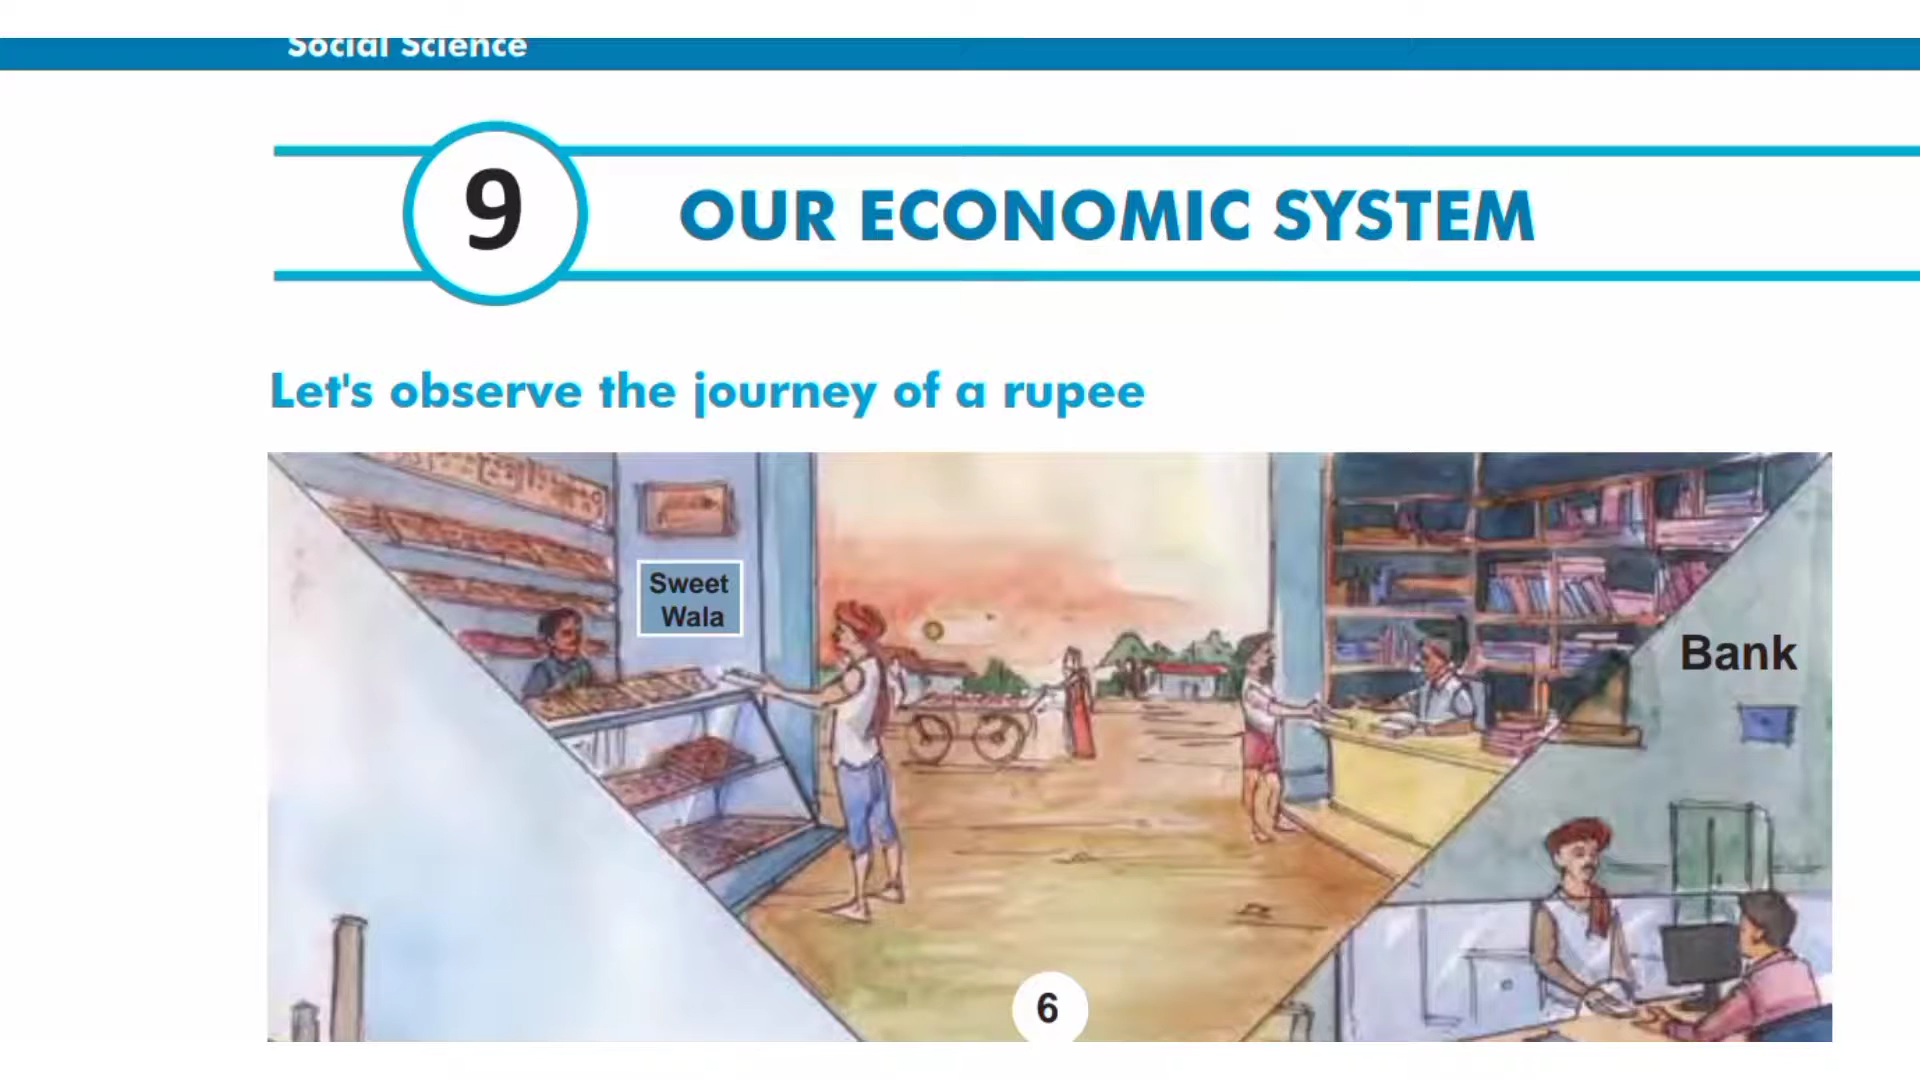 Social Science
9
OUR ECONOMIC SYSTEM
Let's observe the journey of a rupee
Sweet
Wala
Bank
6